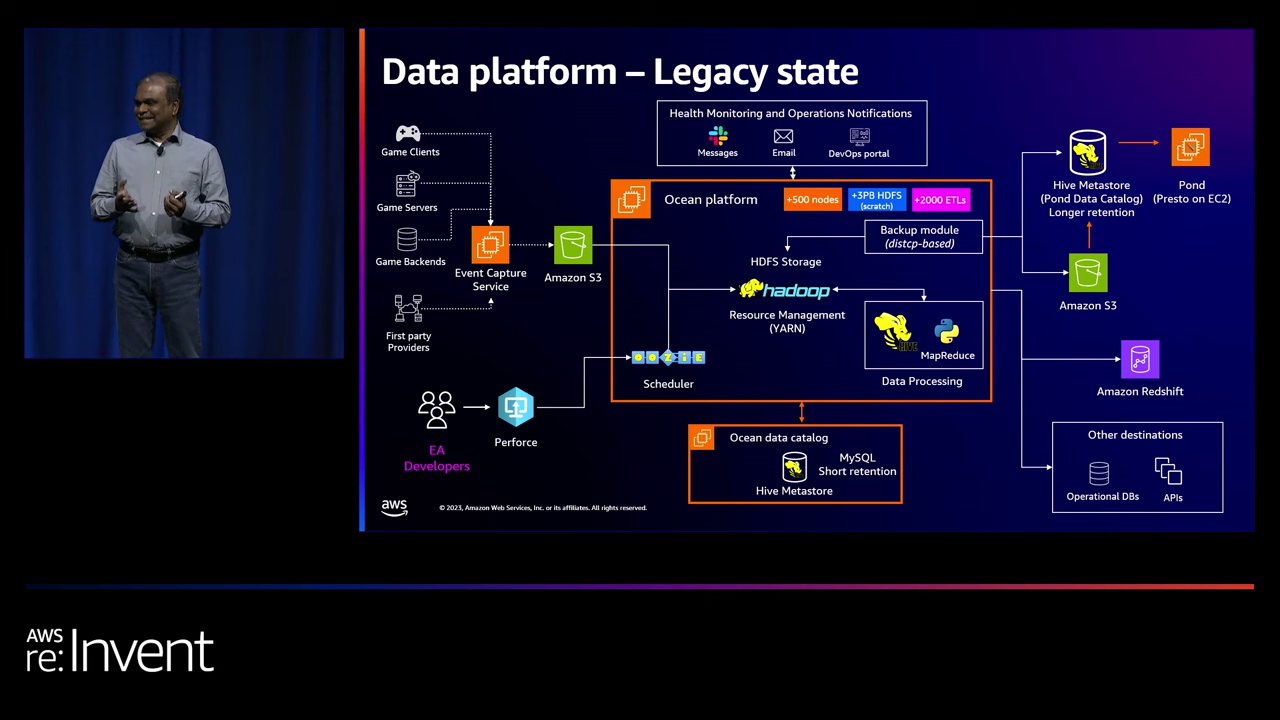 Data platform – Legacy state
Health Monitoring and Operations Notifications
Messages
Email
DevOps portal
Game Clients
Game Servers
Game Backends
First party
Providers
Event Capture
Service
Amazon S3
EA
Developers
Perforce
Ocean platform
+500 nodes
+3PB HDFS
(scratch)
+2000 ETLs
Backup module
(distcp-based)
HDFS Storage
hadoop
Resource Management
(YARN)
HIVE
MapReduce
Data Processing
OOZIE
Scheduler
Ocean data catalog
MySQL
Short retention
Hive Metastore
Hive Metastore
(Pond Data Catalog)
Longer retention
Pond
(Presto on EC2)
Amazon S3
Amazon Redshift
Other destinations
Operational DBs
APIs
aws
© 2023, Amazon Web Services, Inc. or its affiliates. All rights reserved.
AWS
re:Invent